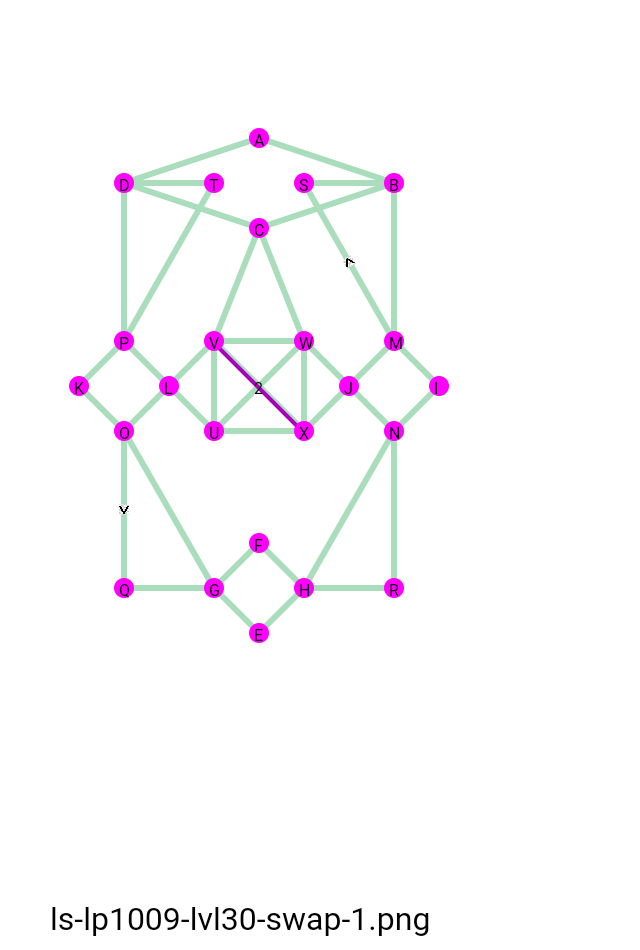 A
D T S B
C
P V W M
K L 2 J I
O U X N
F
Q G H R
E
ls-lp1009-lvl30-swap-1.png